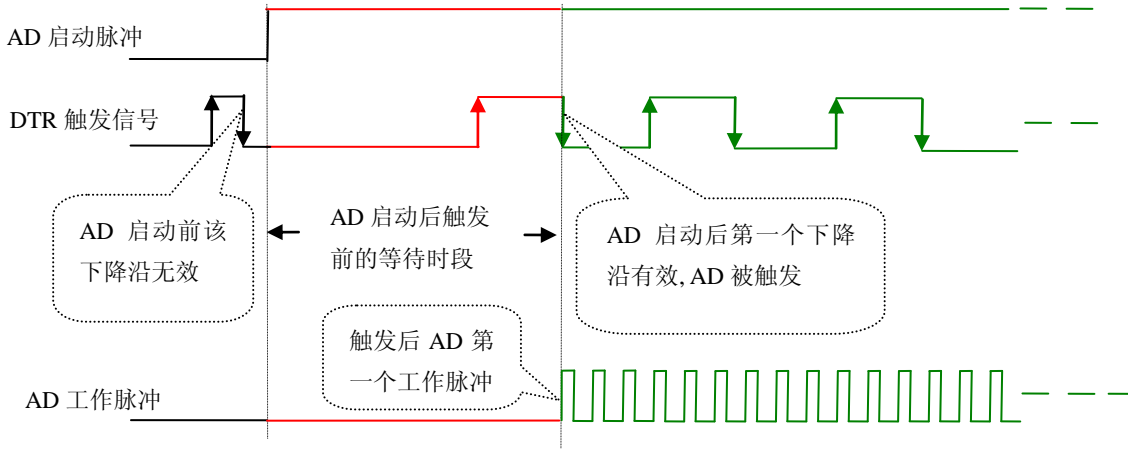 AD 启动脉冲
DTR 触发信号
AD 启动前该
下降沿无效
AD 启动后触发
前的等待时段
AD 启动后第一个下降
沿有效, AD 被触发
触发后 AD 第
一个工作脉冲
AD 工作脉冲